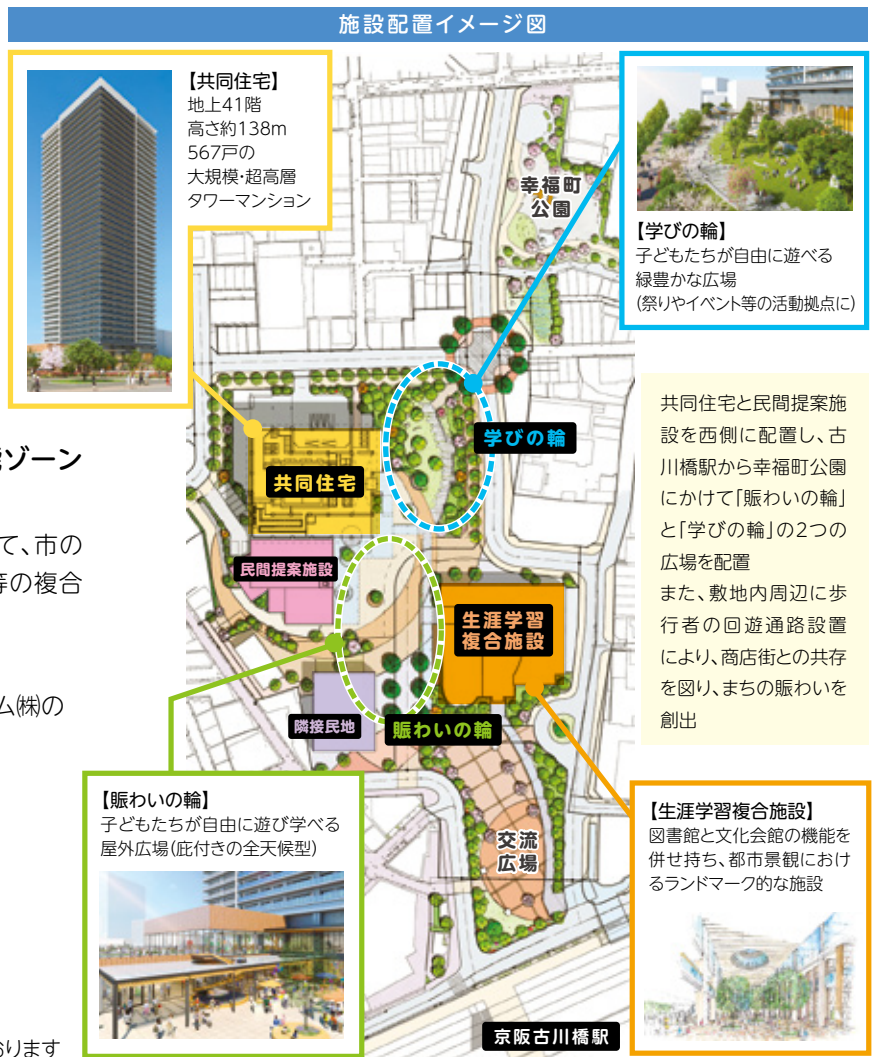 施設配置イメージ図
【共同住宅】
地上41階
高さ約138m
567戸の
大規模・超高層
タワーマンション
幸福町
公園
【学びの輪】
子どもたちが自由に遊べる
緑豊かな広場
(祭りやイベント等の活動拠点に)
学びの輪
共同住宅
民間提案施設
生涯学習
複合施設
隣接民地
賑わいの輪
交流
広場
京阪古川橋駅
共同住宅と民間提案施
設を西側に配置し、古
川橋駅から幸福町公園
にかけて「賑わいの輪」
と「学びの輪」の2つの
広場を配置
また、敷地内周辺に歩
行者の回遊通路設置
により、商店街との共存
を図り、まちの賑わいを
創出
ゾーン
て、市の
等の複合
ム㈱の
【賑わいの輪】
子どもたちが自由に遊び学べる
屋外広場(庇付きの全天候型)
【生涯学習複合施設】
図書館と文化会館の機能を
併せ持ち、都市景観におけ
るランドマーク的な施設
おります